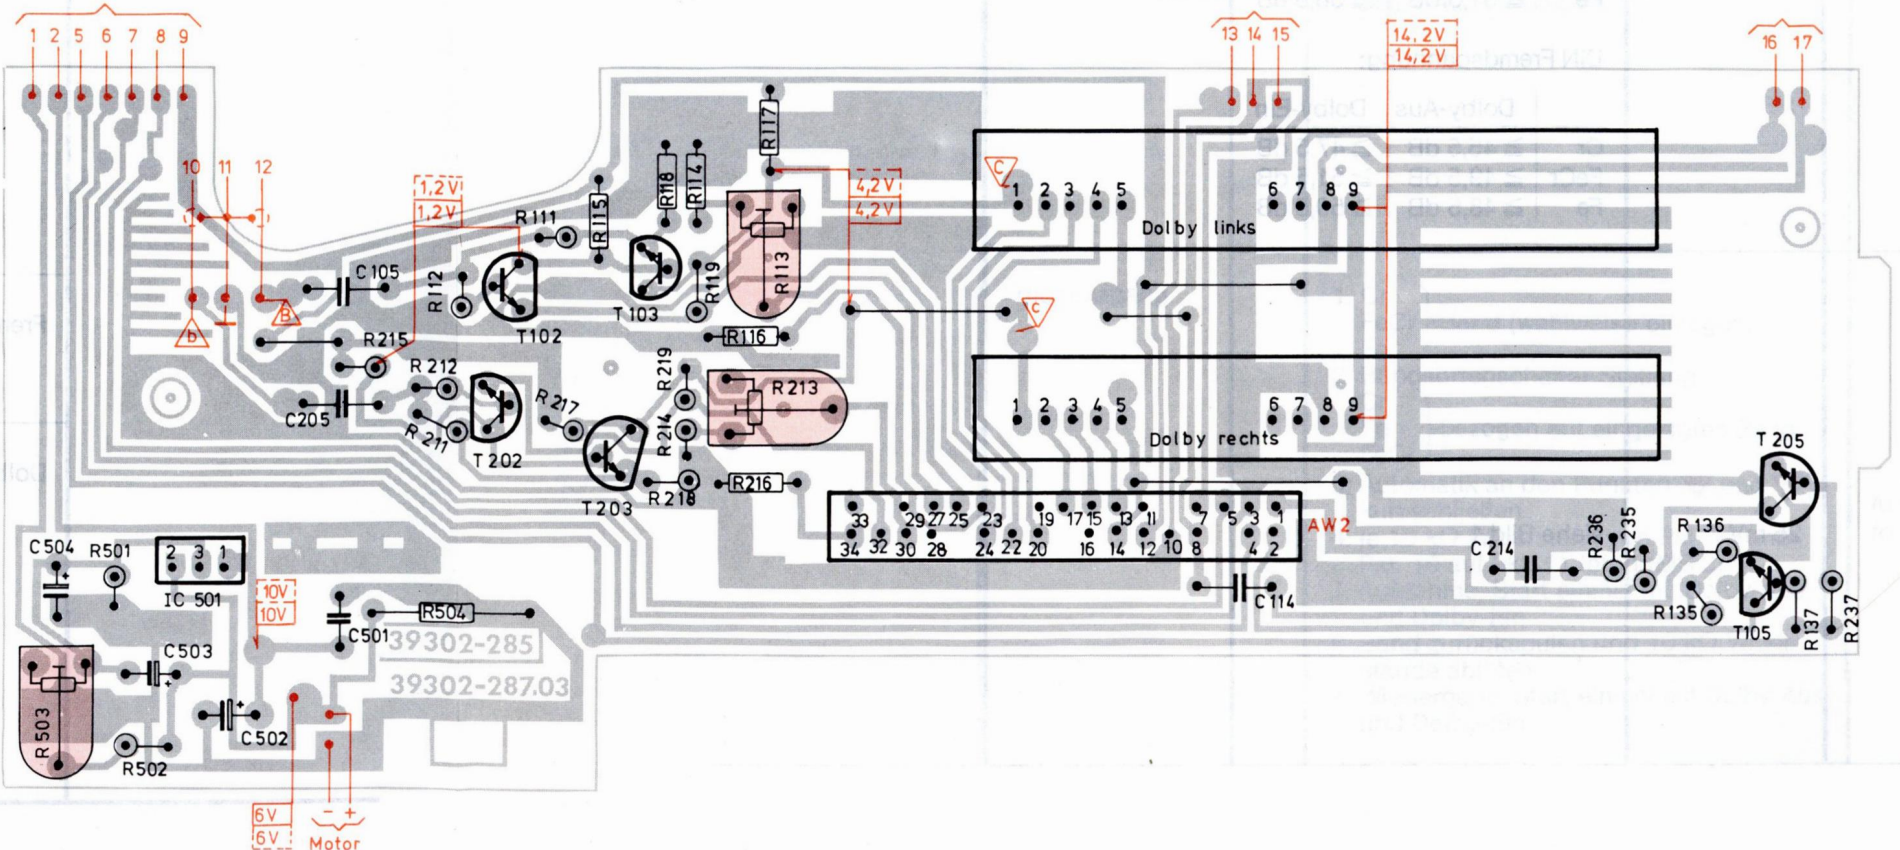 1 2 5 6 7 8 9
13 14 15
14,2V
14,2V
16 17
10 11 12
1,2V
1,2V
4,2V
4,2V
R117
R118
R114
R115
R111
R112
R119
R113
C105
T102
T103
R116
b
B
C
1 2 3 4 5
6 7 8 9
Dolby links
c
R215
R212
R219
R213
C205
R211
R217
R214
T202
T203
R218
R216
1 2 3 4 5
6 7 8 9
Dolby rechts
33 29 27 25 23 19 17 15 13 11 7 5 3 1
34 32 30 28 24 22 20 16 14 12 10 8 4 2
AW2
C114
T205
R236
R235
R136
C214
R135
T105
R137
R237
C504
R501
2 3 1
IC 501
10V
10V
R504
C501
39302-285
39302-287.03
C503
R503
C502
R502
6V
6V
- +
Motor
Dolby-Aus